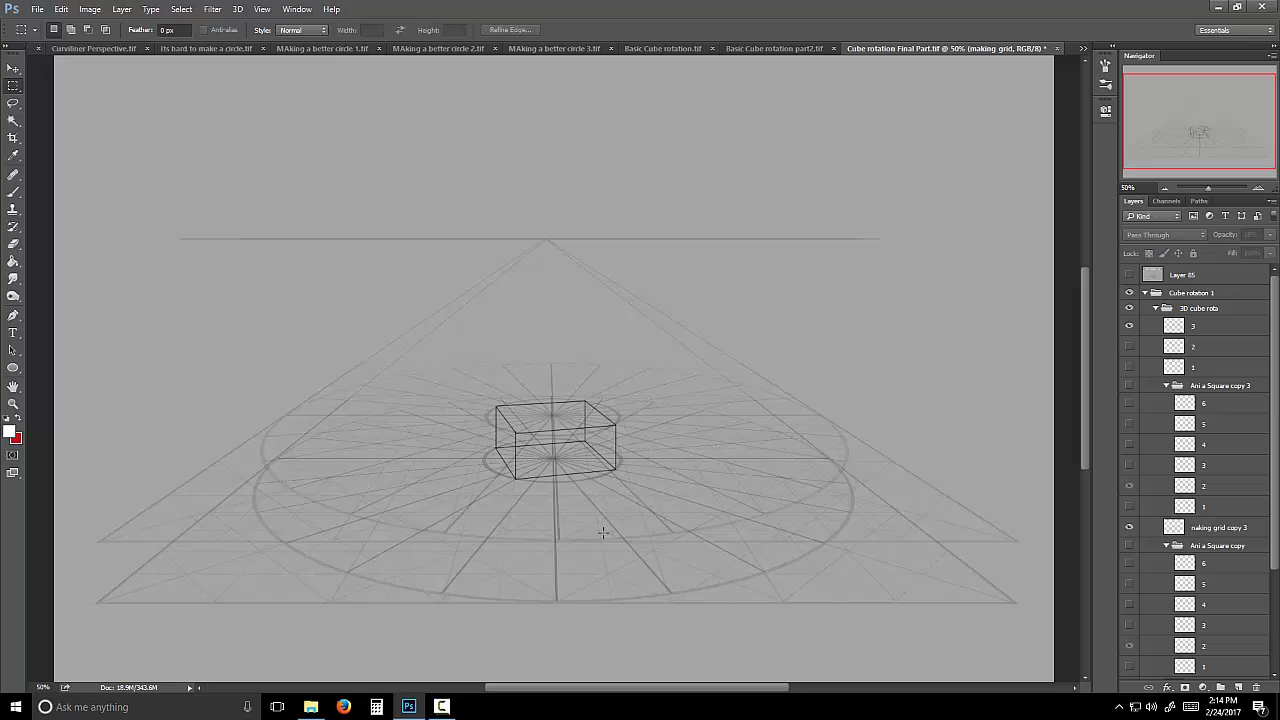 Ps File Edit Image Layer Type Select Filter 3D View Window Help
Feather: 0 px Anti-alias Style: Normal Width: Height: Refine Edge... Essentials
Curviliner Perspective.tif × Its hard to make a circle.tif × MAking a better circle 1.tif × MAking a better circle 2.tif × MAking a better circle 3.tif × Basic Cube rotation.tif × Basic Cube rotation part2.tif × Cube rotation Final Part.tif @ 50% (making grid, RGB/8) * ×
Navigator
50%
Layers Channels Paths
Kind
Pass Through Opacity:
Lock: Fill:
Layer 85
Cube rotation 1
3D cube rota
3
2
1
Ani a Square copy 3
6
5
4
3
2
1
naking grid copy 3
Ani a Square copy
6
5
4
3
2
1
50% Doc: 18.9M/343.6M
Ask me anything
Ps
C
2:14 PM
2/24/2017